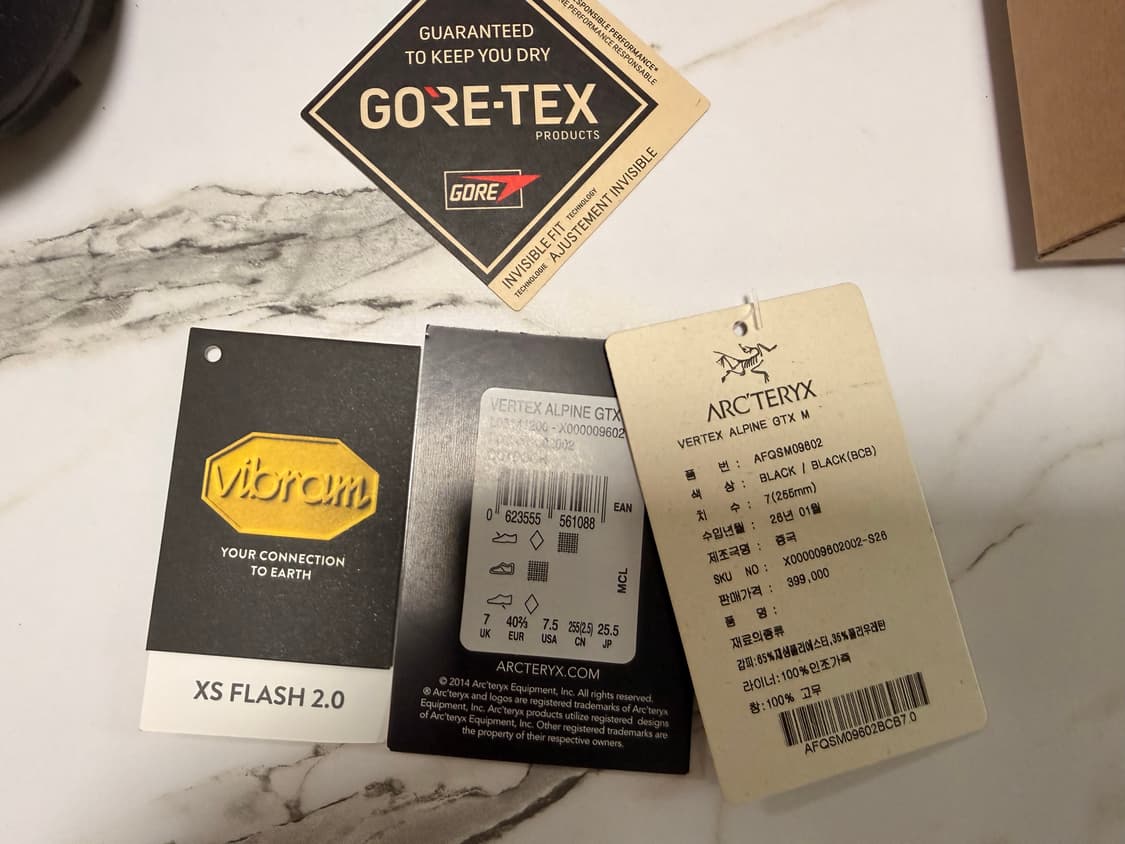 RESPONSIBLE PERFORMANCE*
PERFORMANCE RESPONSABLE
GUARANTEED
TO KEEP YOU DRY
GORE-TEX
PRODUCTS
GORE
INVISIBLE FIT TECHNOLOGY
TECHNOLOGIE AJUSTEMENT INVISIBLE
vibram
YOUR CONNECTION
TO EARTH
XS FLASH 2.0
VERTEX ALPINE GTX
- X000009602
EAN
0 623555 561088
MCL
7 40⅔ 7.5 255(2.5) 25.5
UK EUR USA CN JP
ARCTERYX.COM
© 2014 Arc'teryx Equipment, Inc. All rights reserved.
® Arc'teryx and logos are registered trademarks of Arc'teryx
Equipment, Inc. Arc'teryx products utilize registered designs
of Arc'teryx Equipment, Inc. Other registered trademarks are
the property of their respective owners.
ARC'TERYX
VERTEX ALPINE GTX M
품 번 : AFQSM09602
색 상 : BLACK / BLACK(BCB)
치 수 : 7(255mm)
수입년월 : 26년 01월
제조국명 : 중국
SKU NO : X000009602002-S26
판매가격 : 399,000
품 명 :
재료의종류
갑피:65%재생폴리에스터,35%폴리우레탄
라이너:100%인조가죽
창:100% 고무
AFQSM09602BCB7.0